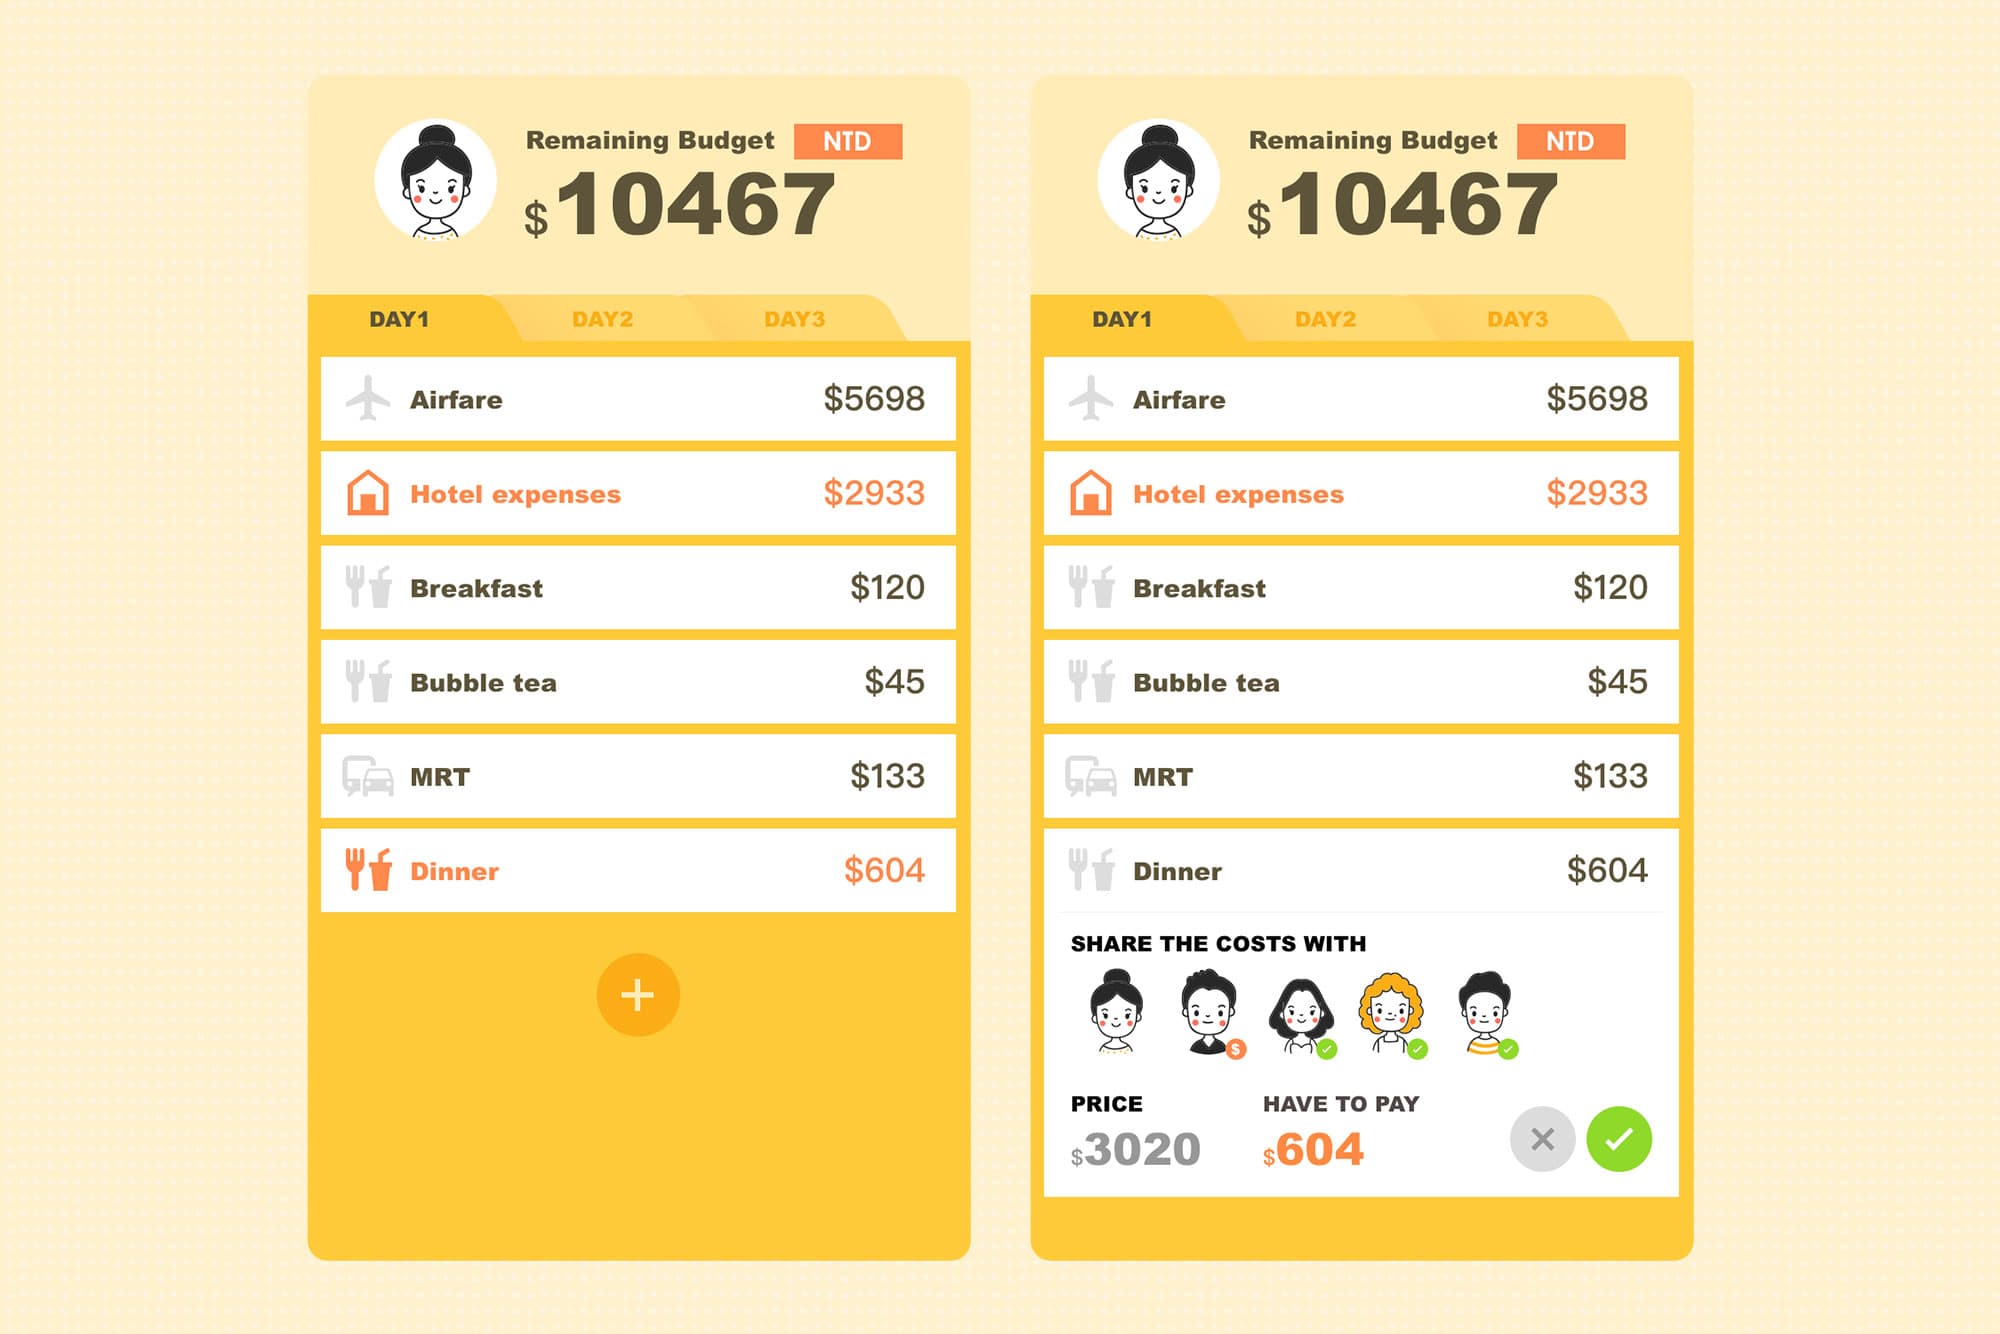 Remaining Budget NTD
$10467
DAY1 DAY2 DAY3
Airfare $5698
Hotel expenses $2933
Breakfast $120
Bubble tea $45
MRT $133
Dinner $604
Remaining Budget NTD
$10467
DAY1 DAY2 DAY3
Airfare $5698
Hotel expenses $2933
Breakfast $120
Bubble tea $45
MRT $133
Dinner $604
SHARE THE COSTS WITH
$
PRICE HAVE TO PAY
$3020 $604